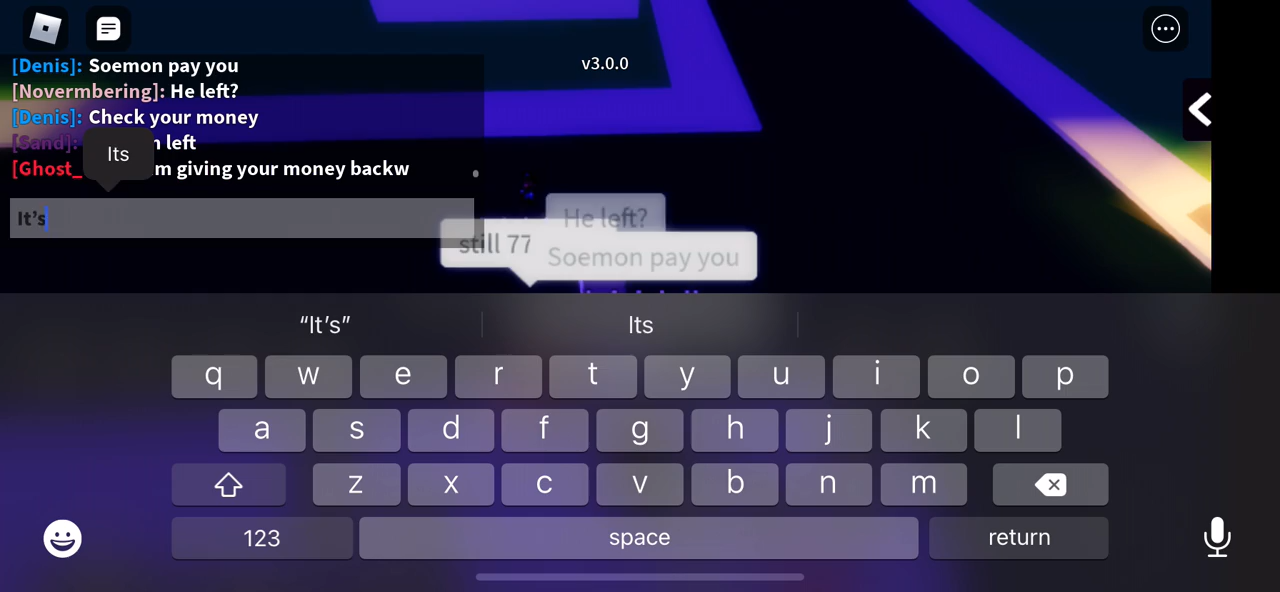 v3.0.0
[Denis]: Soemon pay you
[Novermbering]: He left?
[Denis]: Check your money
[Sand]: left
[Ghost_ giving your money backw
Its
It’s
He left?
still 77
Soemon pay you
“It’s” Its
q w e r t y u i o p
a s d f g h j k l
z x c v b n m
123 space return